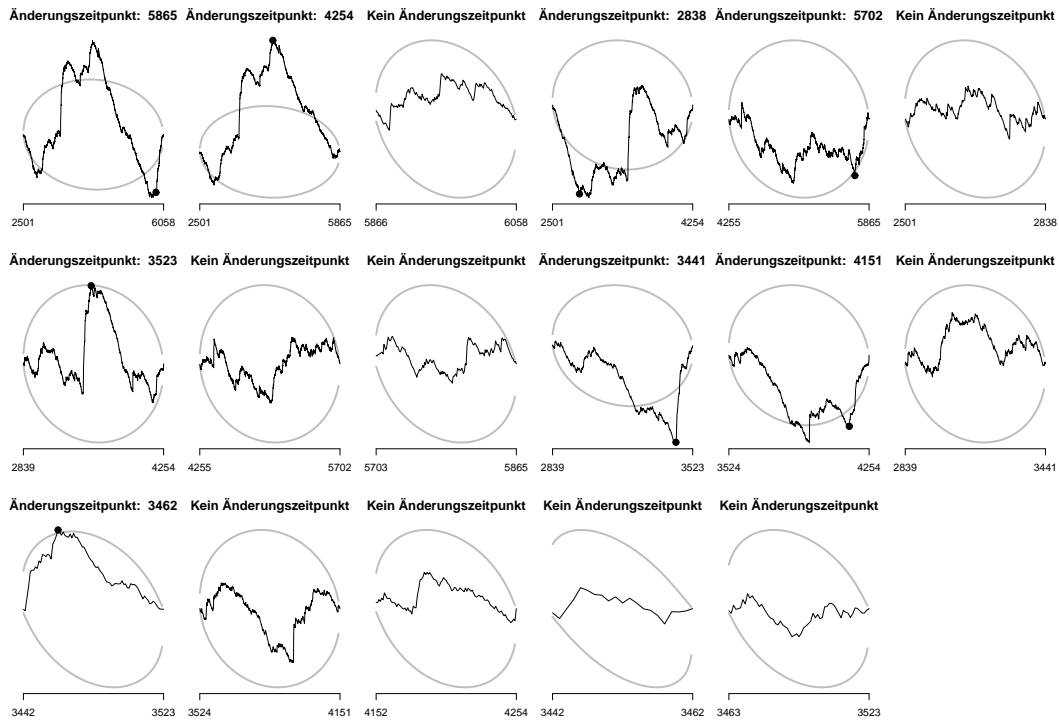 Änderungszeitpunkt: 5865 Änderungszeitpunkt: 4254 Kein Änderungszeitpunkt Änderungszeitpunkt: 2838 Änderungszeitpunkt: 5702 Kein Änderungszeitpunkt
2501 6058 2501 5865 5866 6058 2501 4254 4255 5865 2501 2838
Änderungszeitpunkt: 3523 Kein Änderungszeitpunkt Kein Änderungszeitpunkt Änderungszeitpunkt: 3441 Änderungszeitpunkt: 4151 Kein Änderungszeitpunkt
2839 4254 4255 5702 5703 5865 2839 3523 3524 4254 2839 3441
Änderungszeitpunkt: 3462 Kein Änderungszeitpunkt Kein Änderungszeitpunkt Kein Änderungszeitpunkt Kein Änderungszeitpunkt
3442 3523 3524 4151 4152 4254 3442 3462 3463 3523